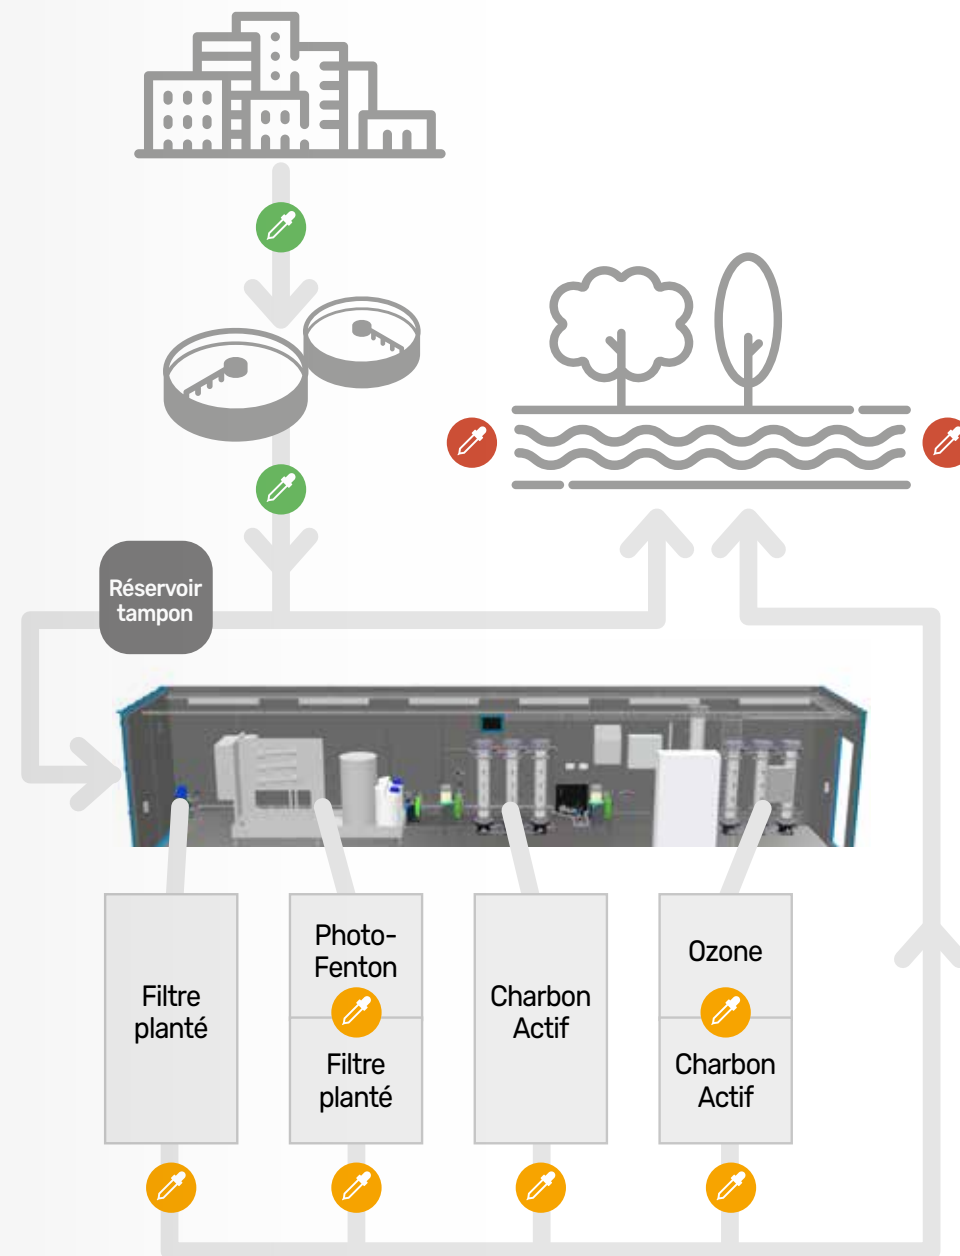 Réservoir
tampon
Filtre
planté
Photo-
Fenton
Filtre
planté
Charbon
Actif
Ozone
Charbon
Actif